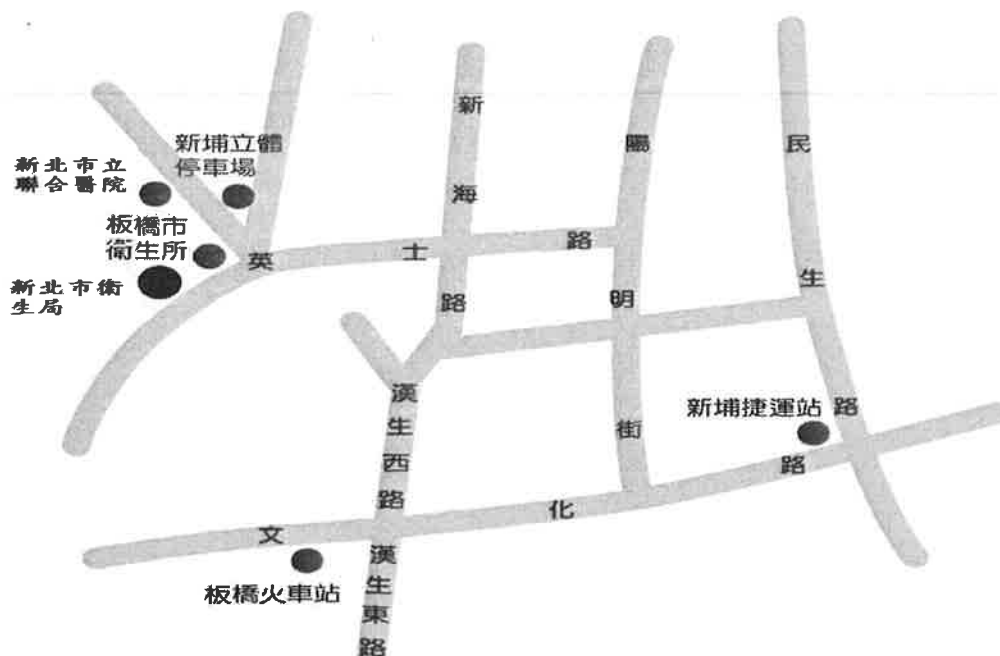 新埔立體
停車場
新北市立
聯合醫院
板橋市
衛生所
新北市衛
生局
英士路
新海路
陽明街
民生路
漢生西路
新埔捷運站
文化路
板橋火車站
漢生東路